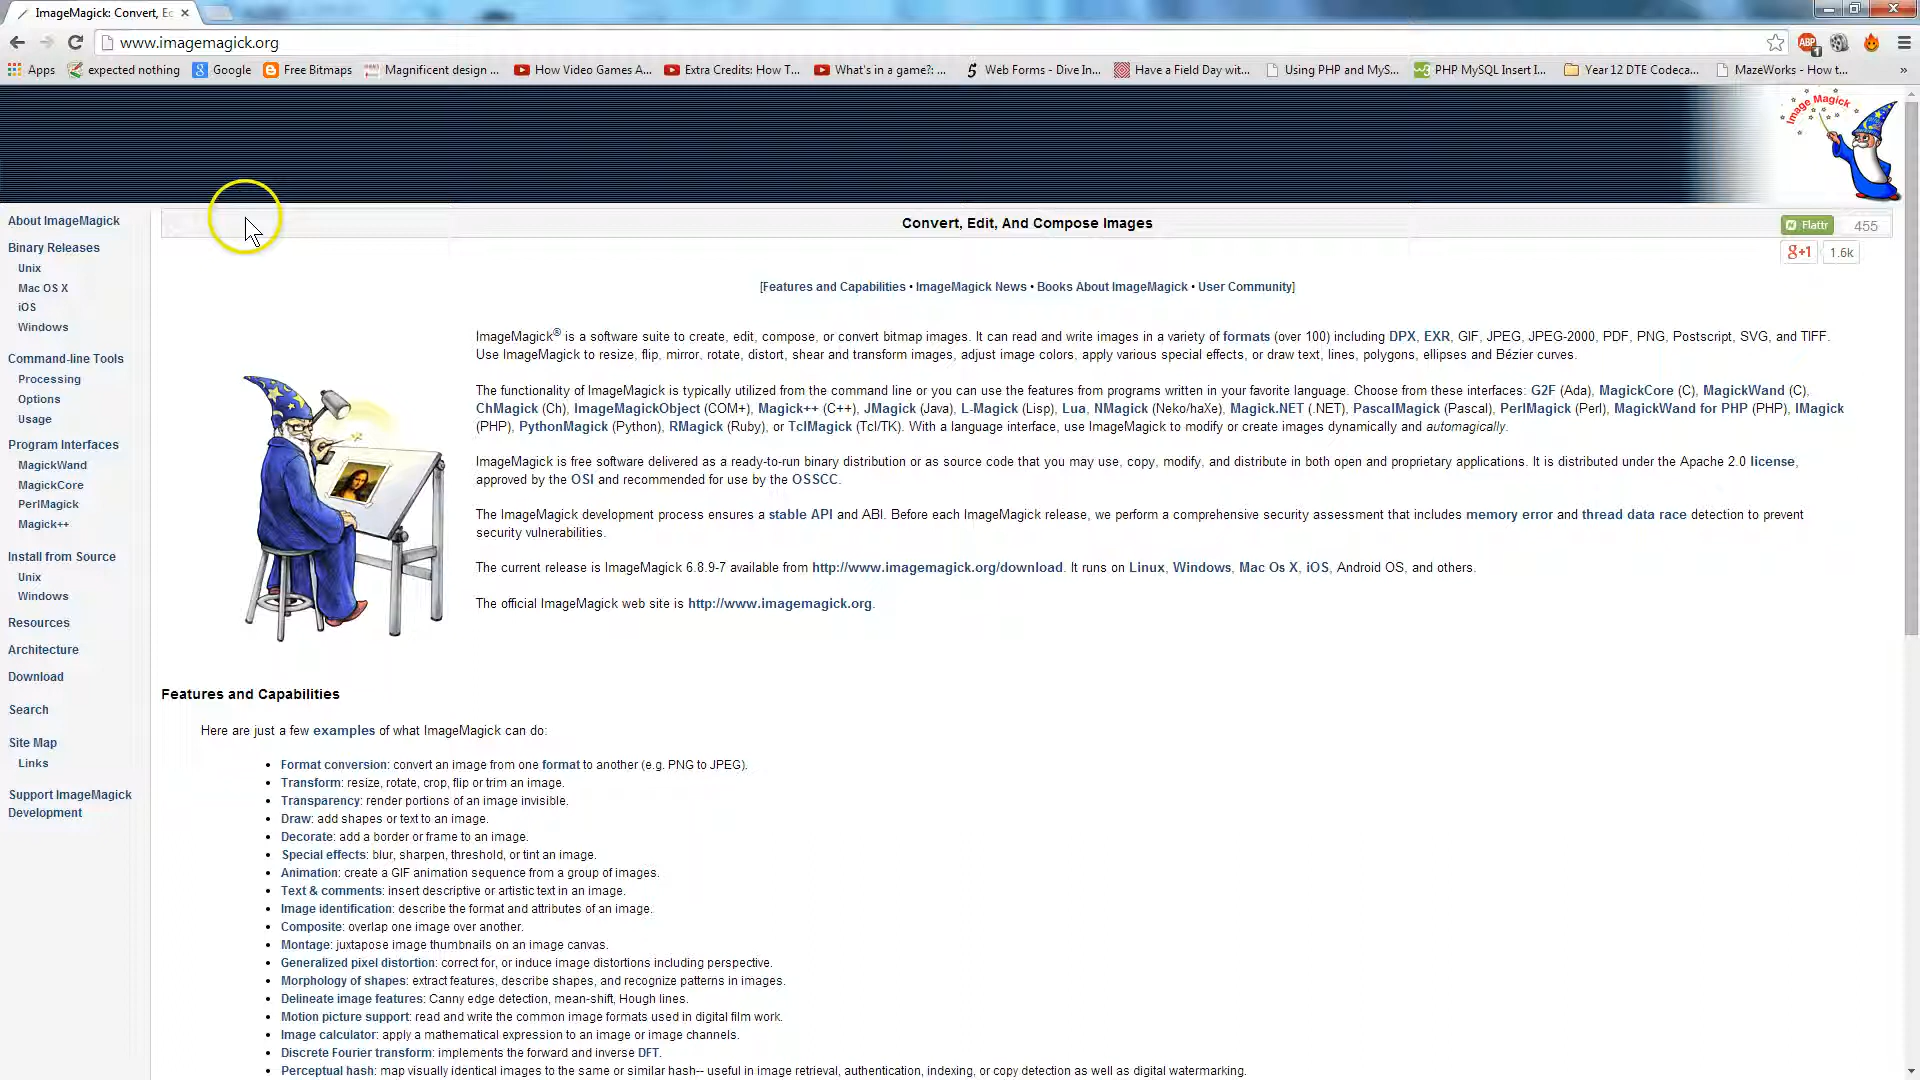 ImageMagick: Convert, Ec
www.imagemagick.org
Apps expected nothing Google Free Bitmaps Magnificent design ... How Video Games A... Extra Credits: How T... What's in a game?: ... Web Forms - Dive In... Have a Field Day wit... Using PHP and MyS... PHP MySQL Insert I... Year 12 DTE Codeca... MazeWorks - How t... »
Image Magick
About ImageMagick
Binary Releases
Unix
Mac OS X
iOS
Windows
Command-line Tools
Processing
Options
Usage
Program Interfaces
MagickWand
MagickCore
PerlMagick
Magick++
Install from Source
Unix
Windows
Resources
Architecture
Download
Search
Site Map
Links
Support ImageMagick
Development
Convert, Edit, And Compose Images
Flattr 455
g+1 1.6k
[Features and Capabilities • ImageMagick News • Books About ImageMagick • User Community]
ImageMagick® is a software suite to create, edit, compose, or convert bitmap images. It can read and write images in a variety of formats (over 100) including DPX, EXR, GIF, JPEG, JPEG-2000, PDF, PNG, Postscript, SVG, and TIFF.
Use ImageMagick to resize, flip, mirror, rotate, distort, shear and transform images, adjust image colors, apply various special effects, or draw text, lines, polygons, ellipses and Bézier curves.
The functionality of ImageMagick is typically utilized from the command line or you can use the features from programs written in your favorite language. Choose from these interfaces: G2F (Ada), MagickCore (C), MagickWand (C),
ChMagick (Ch), ImageMagickObject (COM+), Magick++ (C++), JMagick (Java), L-Magick (Lisp), Lua, NMagick (Neko/haXe), Magick.NET (.NET), PascalMagick (Pascal), PerlMagick (Perl), MagickWand for PHP (PHP), IMagick
(PHP), PythonMagick (Python), RMagick (Ruby), or TclMagick (Tcl/TK). With a language interface, use ImageMagick to modify or create images dynamically and automagically.
ImageMagick is free software delivered as a ready-to-run binary distribution or as source code that you may use, copy, modify, and distribute in both open and proprietary applications. It is distributed under the Apache 2.0 license,
approved by the OSI and recommended for use by the OSSCC.
The ImageMagick development process ensures a stable API and ABI. Before each ImageMagick release, we perform a comprehensive security assessment that includes memory error and thread data race detection to prevent
security vulnerabilities.
The current release is ImageMagick 6.8.9-7 available from http://www.imagemagick.org/download. It runs on Linux, Windows, Mac Os X, iOS, Android OS, and others.
The official ImageMagick web site is http://www.imagemagick.org.
Features and Capabilities
Here are just a few examples of what ImageMagick can do:
• Format conversion: convert an image from one format to another (e.g. PNG to JPEG).
• Transform: resize, rotate, crop, flip or trim an image.
• Transparency: render portions of an image invisible.
• Draw: add shapes or text to an image.
• Decorate: add a border or frame to an image.
• Special effects: blur, sharpen, threshold, or tint an image.
• Animation: create a GIF animation sequence from a group of images.
• Text & comments: insert descriptive or artistic text in an image.
• Image identification: describe the format and attributes of an image.
• Composite: overlap one image over another.
• Montage: juxtapose image thumbnails on an image canvas.
• Generalized pixel distortion: correct for, or induce image distortions including perspective.
• Morphology of shapes: extract features, describe shapes, and recognize patterns in images.
• Delineate image features: Canny edge detection, mean-shift, Hough lines.
• Motion picture support: read and write the common image formats used in digital film work.
• Image calculator: apply a mathematical expression to an image or image channels.
• Discrete Fourier transform: implements the forward and inverse DFT.
• Perceptual hash: map visually identical images to the same or similar hash-- useful in image retrieval, authentication, indexing, or copy detection as well as digital watermarking.